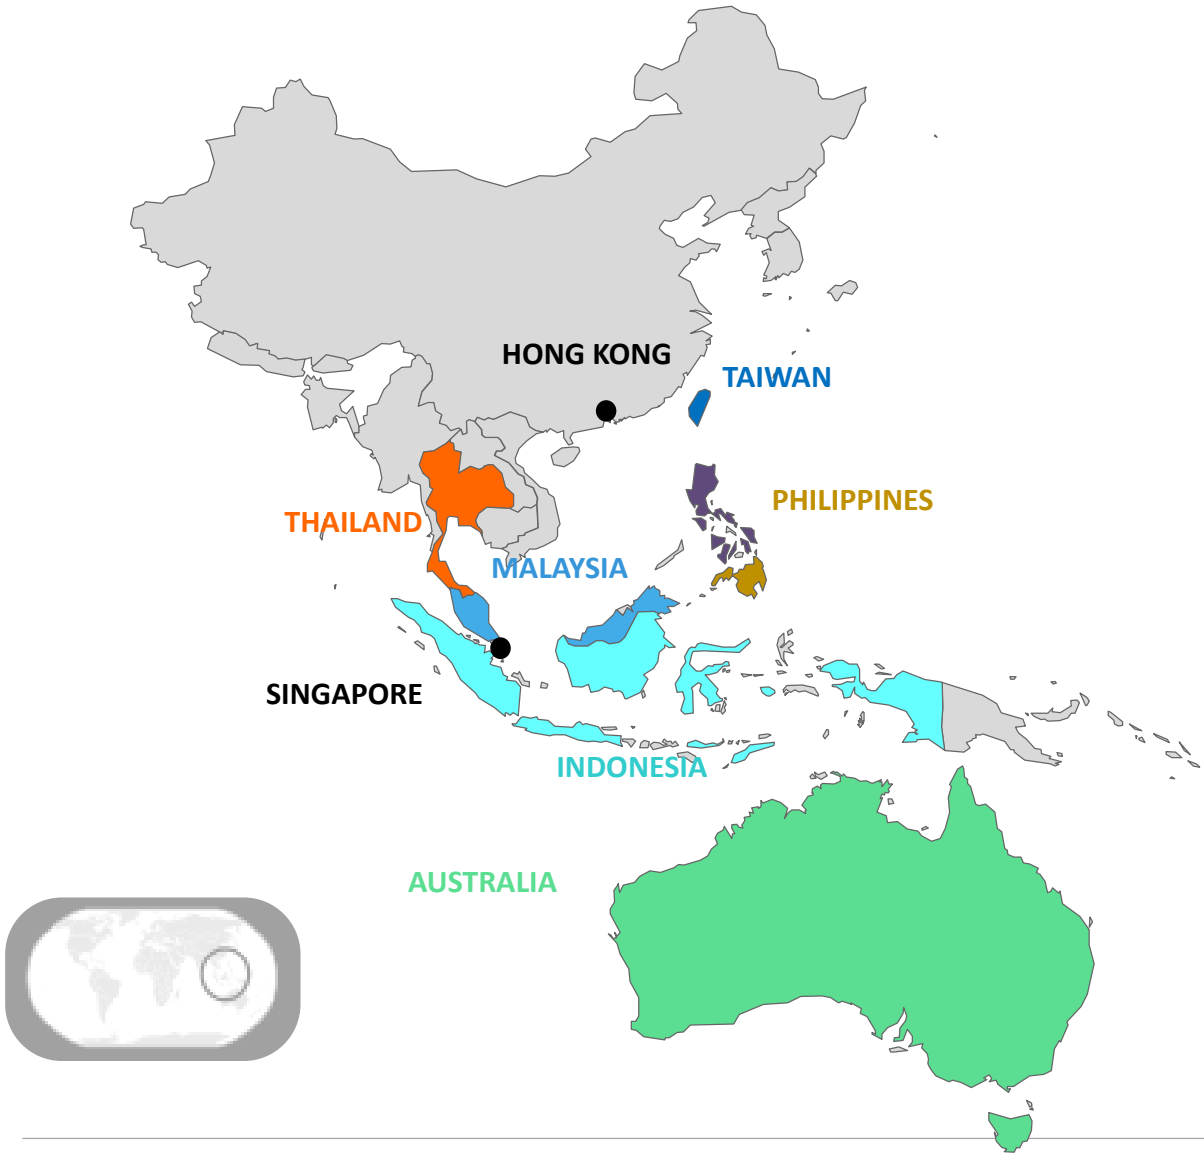 HONG KONG
TAIWAN
PHILIPPINES
THAILAND
MALAYSIA
SINGAPORE
INDONESIA
AUSTRALIA